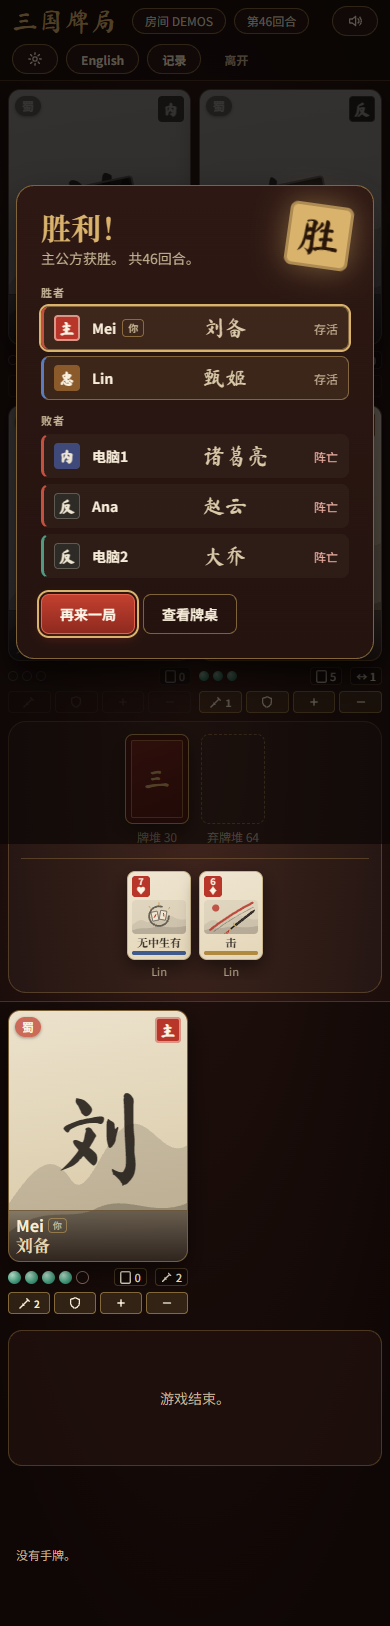 三国牌局
房间 DEMOS
第46回合
English
记录
离开
蜀
内
蜀
反
胜利!
主公方获胜。 共46回合。
胜
胜者
主 Mei 你 刘备 存活
忠 Lin 甄姬 存活
败者
内 电脑1 诸葛亮 阵亡
反 Ana 赵云 阵亡
反 电脑2 大乔 阵亡
再来一局
查看牌桌
0
5
1
1
三
牌堆 30
弃牌堆 64
7
无中生有
Lin
6
击
Lin
蜀
主
刘
Mei 你
刘备
0
2
2
游戏结束。
没有手牌。